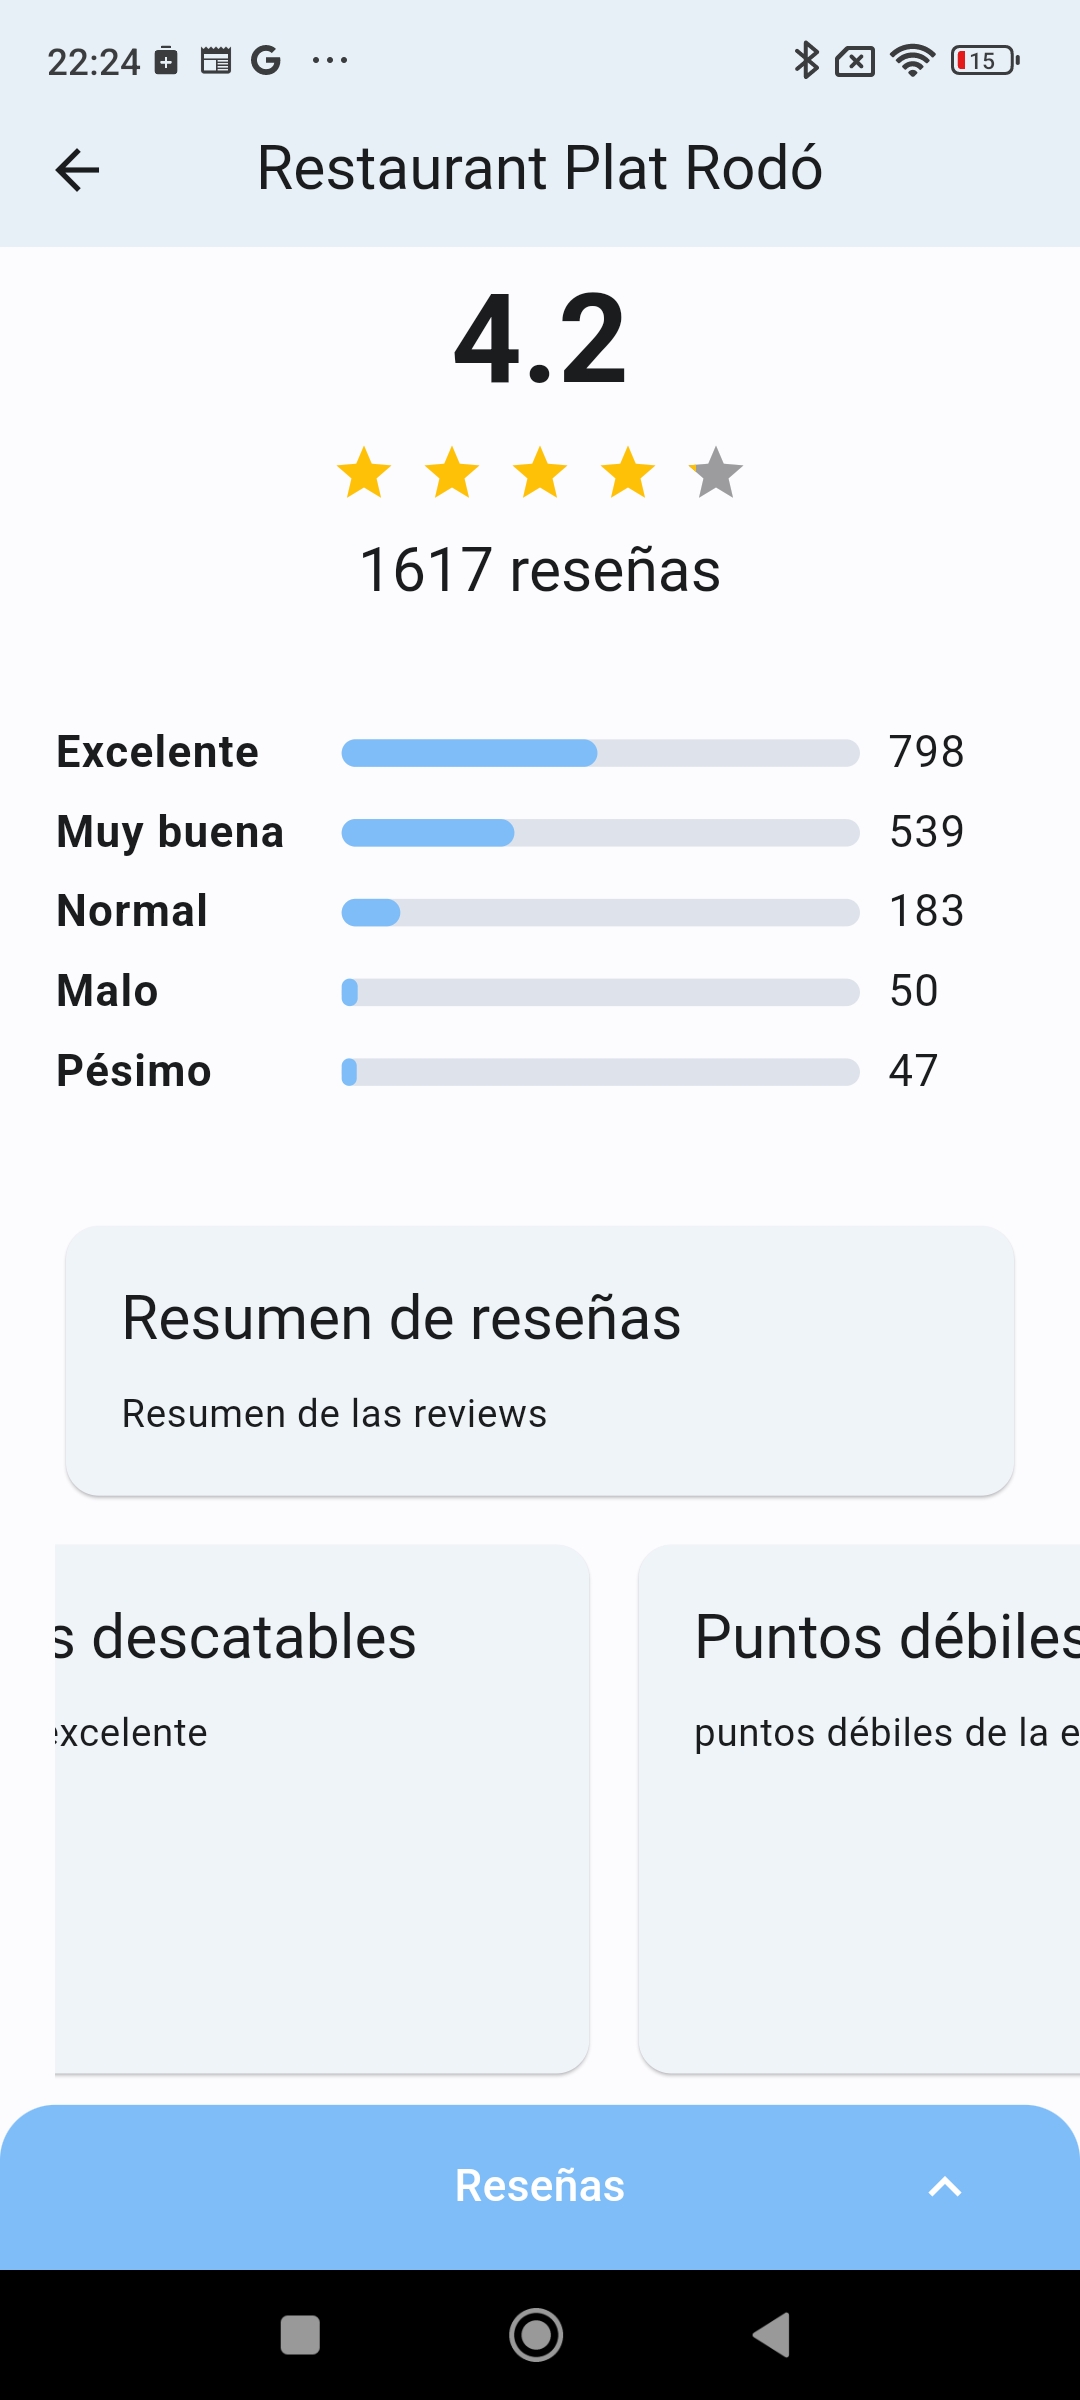 22:24
15
Restaurant Plat Rodó
4.2
1617 reseñas
Excelente 798
Muy buena 539
Normal 183
Malo 50
Pésimo 47
Resumen de reseñas
Resumen de las reviews
s descatables
excelente
Puntos débiles
puntos débiles de la e
Reseñas